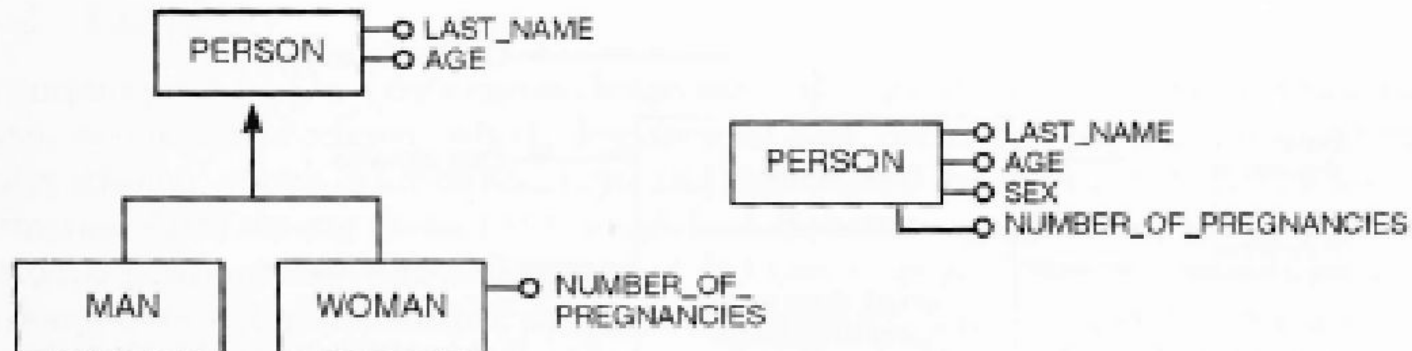 PERSON
LAST_NAME
AGE
MAN
WOMAN
NUMBER_OF_
PREGNANCIES
PERSON
LAST_NAME
AGE
SEX
NUMBER_OF_PREGNANCIES